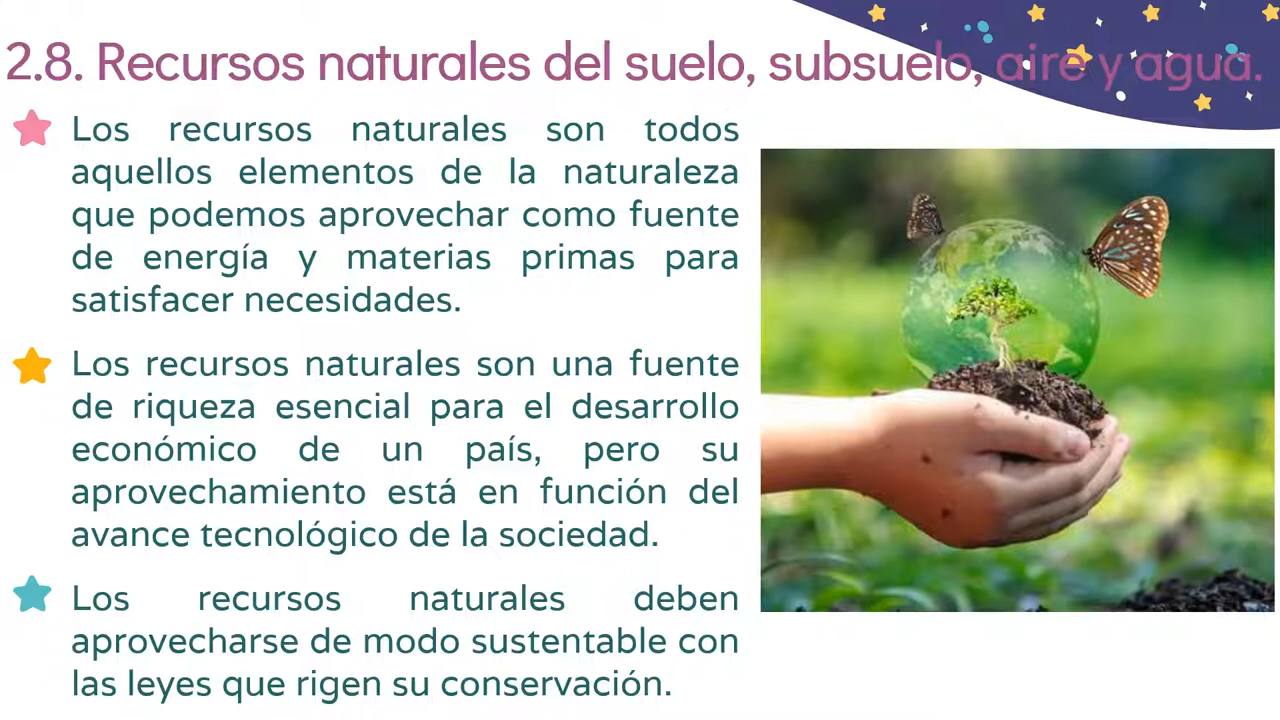 2.8. Recursos naturales del suelo, subsuelo, aire y agua.
Los recursos naturales son todos
aquellos elementos de la naturaleza
que podemos aprovechar como fuente
de energía y materias primas para
satisfacer necesidades.
Los recursos naturales son una fuente
de riqueza esencial para el desarrollo
económico de un país, pero su
aprovechamiento está en función del
avance tecnológico de la sociedad.
Los recursos naturales deben
aprovecharse de modo sustentable con
las leyes que rigen su conservación.